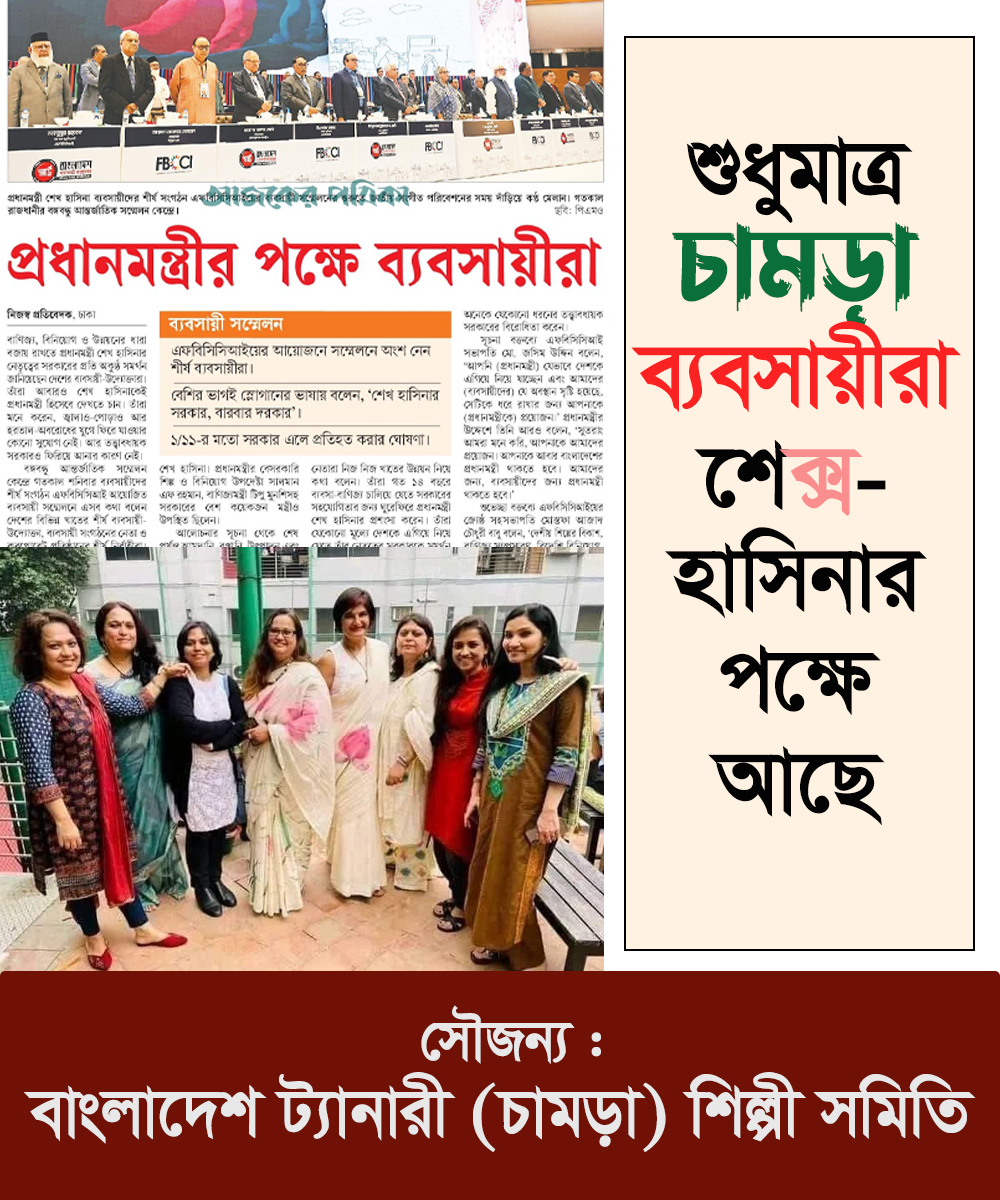 বাংলাদেশ
FBCCI
FBCCI
FBCCI
আজকের পত্রিকা
প্রধানমন্ত্রী শেখ হাসিনা ব্যবসায়ীদের শীর্ষ সংগঠন এফবিসিসিআইয়ের ব্যবসায়ী সম্মেলনের শুরুতে জাতীয় সংগীত পরিবেশনের সময় দাঁড়িয়ে কণ্ঠ মেলান। গতকাল
রাজধানীর বঙ্গবন্ধু আন্তর্জাতিক সম্মেলন কেন্দ্রে।
ছবি: পিএমও
প্রধানমন্ত্রীর পক্ষে ব্যবসায়ীরা
নিজস্ব প্রতিবেদক, ঢাকা
বাণিজ্য, বিনিয়োগ ও উন্নয়নের ধারা
বজায় রাখতে প্রধানমন্ত্রী শেখ হাসিনার
নেতৃত্বের সরকারের প্রতি অকুণ্ঠ সমর্থন
জানিয়েছেন দেশের ব্যবসায়ী-উদ্যোক্তারা।
তাঁরা আবারও শেখ হাসিনাকেই
প্রধানমন্ত্রী হিসেবে দেখতে চান। তাঁরা
মনে করেন, জ্বালাও-পোড়াও আর
হরতাল-অবরোধের যুগে ফিরে যাওয়ার
কোনো সুযোগ নেই। আর তত্ত্বাবধায়ক
সরকারও ফিরিয়ে আনার কারণ নেই।
বঙ্গবন্ধু আন্তর্জাতিক সম্মেলন
কেন্দ্রে গতকাল শনিবার ব্যবসায়ীদের
শীর্ষ সংগঠন এফবিসিসিআই আয়োজিত
ব্যবসায়ী সম্মেলনে এসব কথা বলেন
দেশের বিভিন্ন খাতের শীর্ষ ব্যবসায়ী-
উদ্যোক্তা, ব্যবসায়ী সংগঠনের নেতা ও
ব্যবসায়ী সম্মেলন
এফবিসিসিআইয়ের আয়োজনে সম্মেলনে অংশ নেন
শীর্ষ ব্যবসায়ীরা।
বেশির ভাগই স্লোগানের ভাষার বলেন, ‘শেখ হাসিনার
সরকার, বারবার দরকার’।
১/১১-র মতো সরকার এলে প্রতিহত করার ঘোষণা।
শেখ হাসিনা। প্রধানমন্ত্রীর বেসরকারি
শিল্প ও বিনিয়োগ উপদেষ্টা সালমান
এফ রহমান, বাণিজ্যমন্ত্রী টিপু মুনশিসহ
সরকারের বেশ কয়েকজন মন্ত্রীও
উপস্থিত ছিলেন।
আলোচনার সূচনা থেকে শেষ
নেতারা নিজ নিজ খাতের উন্নয়ন নিয়ে
কথা বলেন। তাঁরা গত ১৪ বছরে
ব্যবসা-বাণিজ্য চালিয়ে যেতে সরকারের
সহযোগিতার জন্য ঘুরেফিরে প্রধানমন্ত্রী
শেখ হাসিনার প্রশংসা করেন। তাঁরা
যেকোনো মূল্যে দেশকে এগিয়ে নিয়ে
অনেকে যেকোনো ধরনের তত্ত্বাবধায়ক
সরকারের বিরোধিতা করেন।
সূচনা বক্তব্যে এফবিসিসিআই
সভাপতি মো. জসিম উদ্দিন বলেন,
‘আপনি (প্রধানমন্ত্রী) যেভাবে দেশকে
এগিয়ে নিয়ে যাচ্ছেন এবং আমাদের
(ব্যবসায়ীদের) যে অবস্থান সৃষ্টি হয়েছে,
সেটিকে ধরে রাখার জন্য আপনাকে
(প্রধানমন্ত্রীকে) প্রয়োজন।’ প্রধানমন্ত্রীর
উদ্দেশে তিনি আরও বলেন, ‘সুতরাং
আমরা মনে করি, আপনাকে আমাদের
প্রয়োজন। আপনাকে আবার বাংলাদেশের
প্রধানমন্ত্রী থাকতে হবে। আমাদের
জন্য, ব্যবসায়ীদের জন্য প্রধানমন্ত্রী
থাকতে হবে।’
শুভেচ্ছা বক্তব্যে এফবিসিসিআইয়ের
জ্যেষ্ঠ সহসভাপতি মোস্তফা আজাদ
চৌধুরী বাবু বলেন, ‘দেশীয় শিল্পের বিকাশ,
শুধুমাত্র
চামড়া
ব্যবসায়ীরা
শেক্স-
হাসিনার
পক্ষে
আছে
সৌজন্য :
বাংলাদেশ ট্যানারী (চামড়া) শিল্পী সমিতি